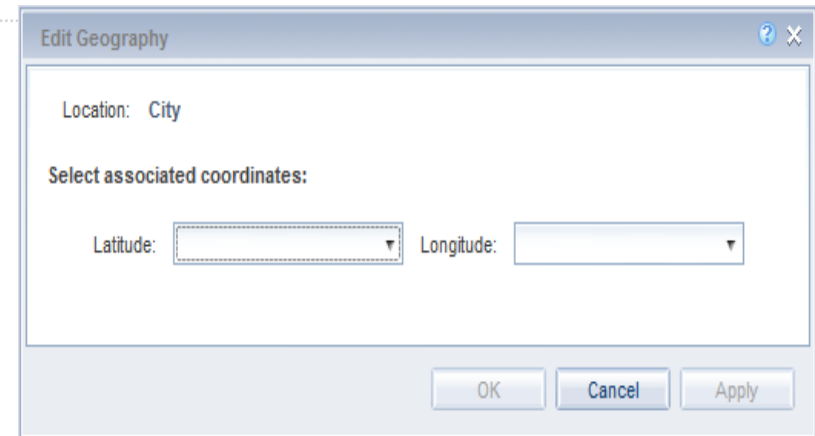 Edit Geography
Location: City
Select associated coordinates:
Latitude: Longitude:
OK Cancel Apply